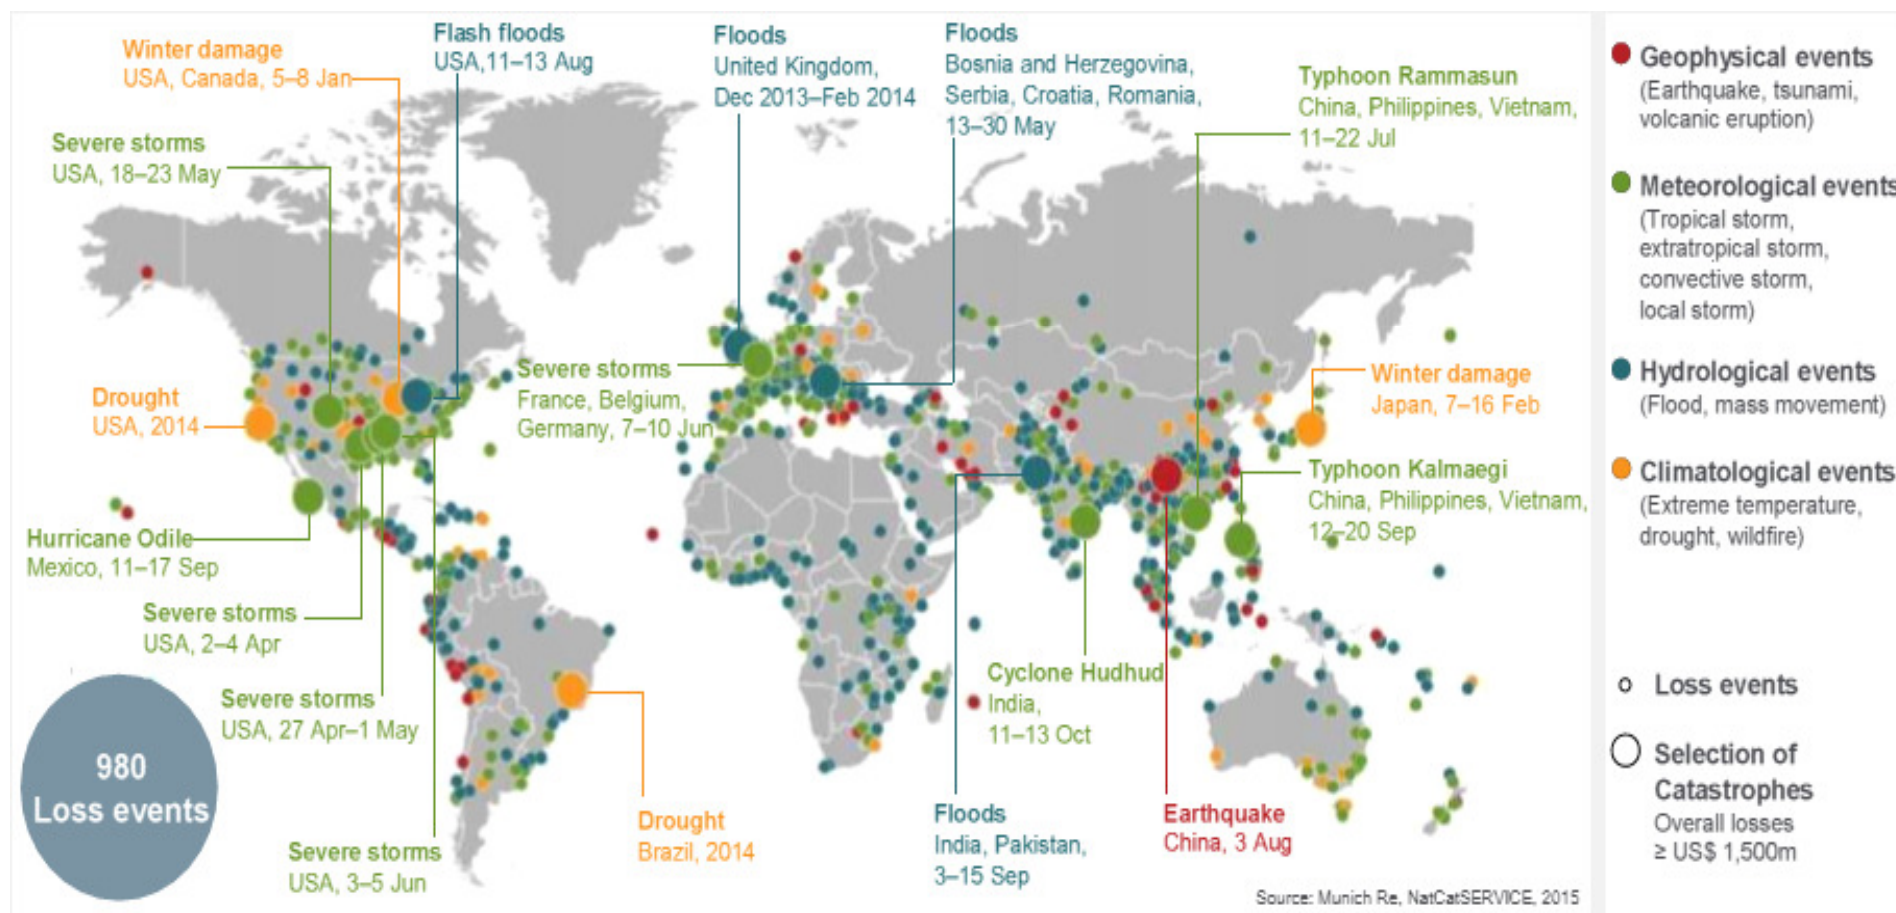 Winter damage
USA, Canada, 5–8 Jan
Flash floods
USA,11–13 Aug
Floods
United Kingdom,
Dec 2013–Feb 2014
Floods
Bosnia and Herzegovina,
Serbia, Croatia, Romania,
13–30 May
Typhoon Rammasun
China, Philippines, Vietnam,
11–22 Jul
Severe storms
USA, 18–23 May
Drought
USA, 2014
Severe storms
France, Belgium,
Germany, 7–10 Jun
Winter damage
Japan, 7–16 Feb
Typhoon Kalmaegi
China, Philippines, Vietnam,
12–20 Sep
Hurricane Odile
Mexico, 11–17 Sep
Severe storms
USA, 2–4 Apr
Severe storms
USA, 27 Apr–1 May
Cyclone Hudhud
India,
11–13 Oct
980
Loss events
Severe storms
USA, 3–5 Jun
Drought
Brazil, 2014
Floods
India, Pakistan,
3–15 Sep
Earthquake
China, 3 Aug
Source: Munich Re, NatCatSERVICE, 2015
Geophysical events
(Earthquake, tsunami,
volcanic eruption)
Meteorological events
(Tropical storm,
extratropical storm,
convective storm,
local storm)
Hydrological events
(Flood, mass movement)
Climatological events
(Extreme temperature,
drought, wildfire)
Loss events
Selection of
Catastrophes
Overall losses
≥ US$ 1,500m